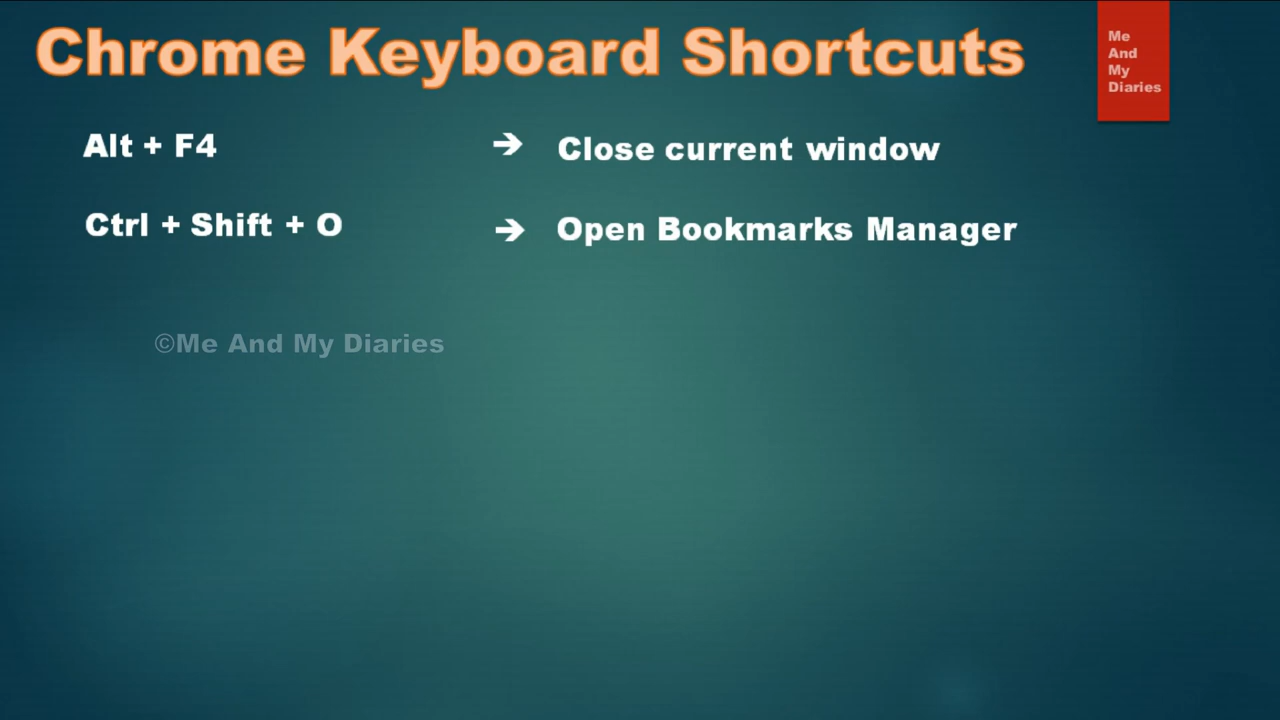 Chrome Keyboard Shortcuts
Me
And
My
Diaries
Alt + F4 → Close current window
Ctrl + Shift + O → Open Bookmarks Manager
©Me And My Diaries